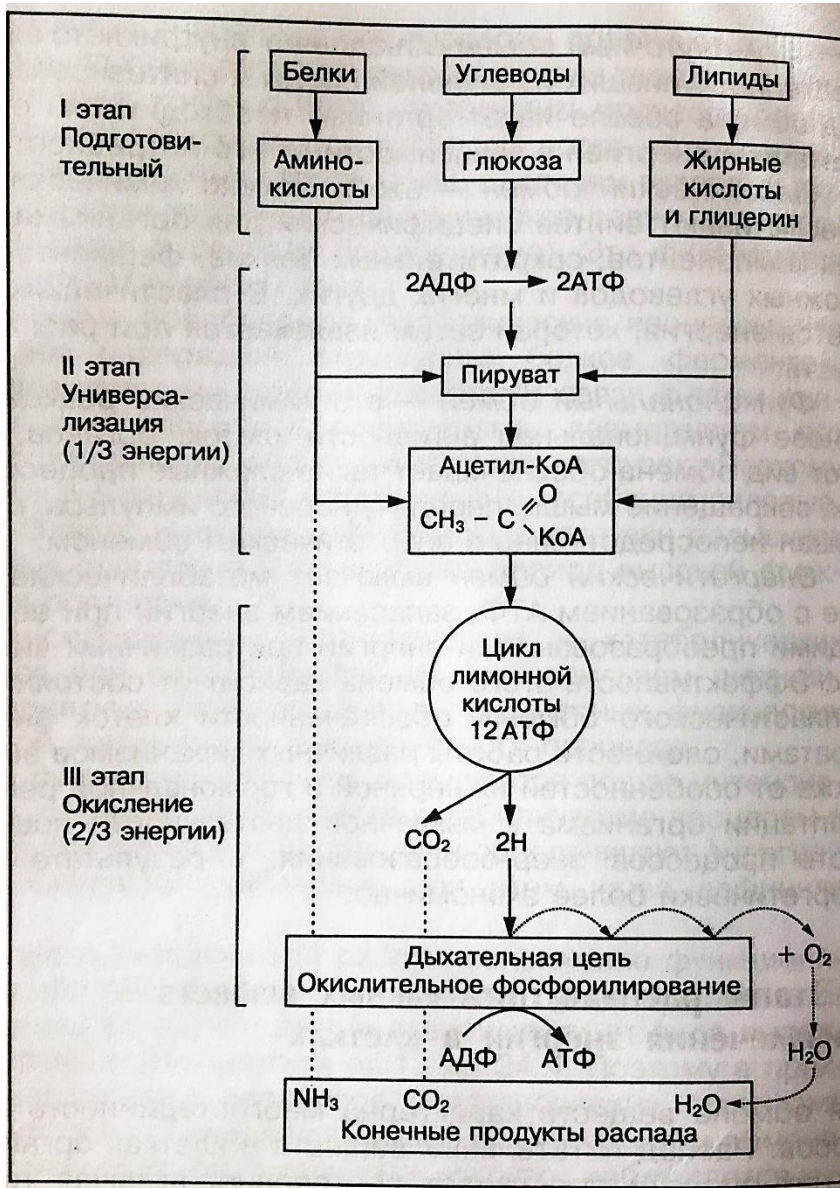 Белки
Углеводы
Липиды
I этап
Подготови-
тельный
Амино-
кислоты
Глюкоза
Жирные
кислоты
и глицерин
2АДФ
2АТФ
II этап
Универса-
лизация
(1/3 энергии)
Пируват
Ацетил-КоА
CH₃ – C
O
КоА
Цикл
лимонной
кислоты
12 АТФ
III этап
Окисление
(2/3 энергии)
CO₂
2H
Дыхательная цепь
Окислительное фосфорилирование
+ O₂
АДФ
АТФ
H₂O
NH₃
CO₂
H₂O
Конечные продукты распада